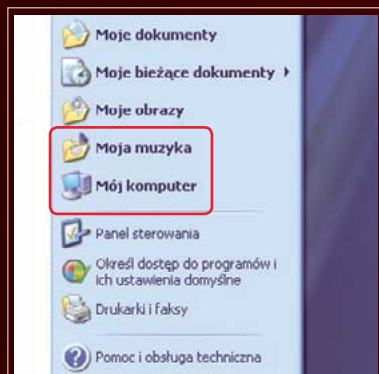 Moje dokumenty
Moje bieżące dokumenty
Moje obrazy
Moja muzyka
Mój komputer
Panel sterowania
Określ dostęp do programów i
ich ustawienia domyślne
Drukarki i faksy
Pomoc i obsługa techniczna